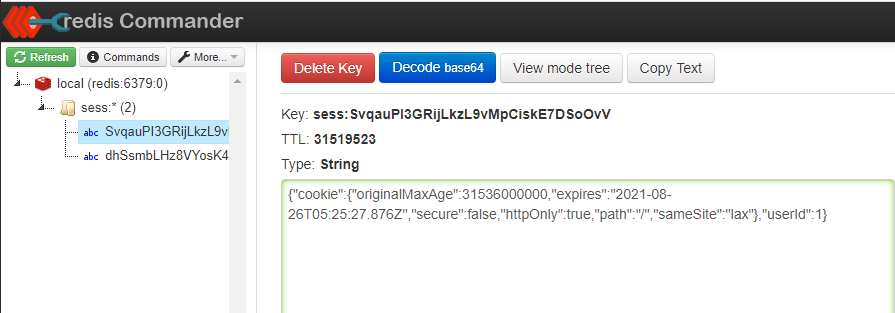 redis Commander
Refresh Commands More...
Delete Key Decode base64 View mode tree Copy Text
local (redis:6379:0)
sess:* (2)
abc SvqauPI3GRijLkzL9v
abc dhSsmbLHz8VYosK4
Key: sess:SvqauPI3GRijLkzL9vMpCiskE7DSoOvV
TTL: 31519523
Type: String
{"cookie":{"originalMaxAge":31536000000,"expires":"2021-08-
26T05:25:27.876Z","secure":false,"httpOnly":true,"path":"/","sameSite":"lax"},"userId":1}